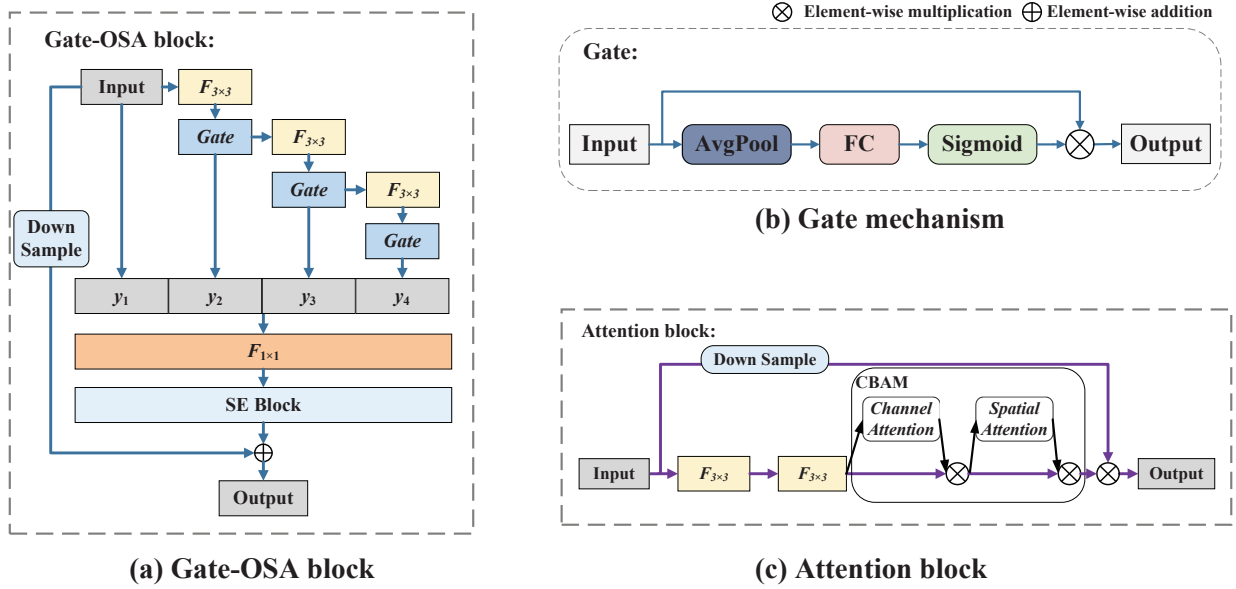 Gate-OSA block:
Input
F3×3
Gate
F3×3
Gate
F3×3
Gate
Down
Sample
y1
y2
y3
y4
F1×1
SE Block
Output
(a) Gate-OSA block
Element-wise multiplication
Element-wise addition
Gate:
Input
AvgPool
FC
Sigmoid
Output
(b) Gate mechanism
Attention block:
Down Sample
CBAM
Channel
Attention
Spatial
Attention
Input
F3×3
F3×3
Output
(c) Attention block